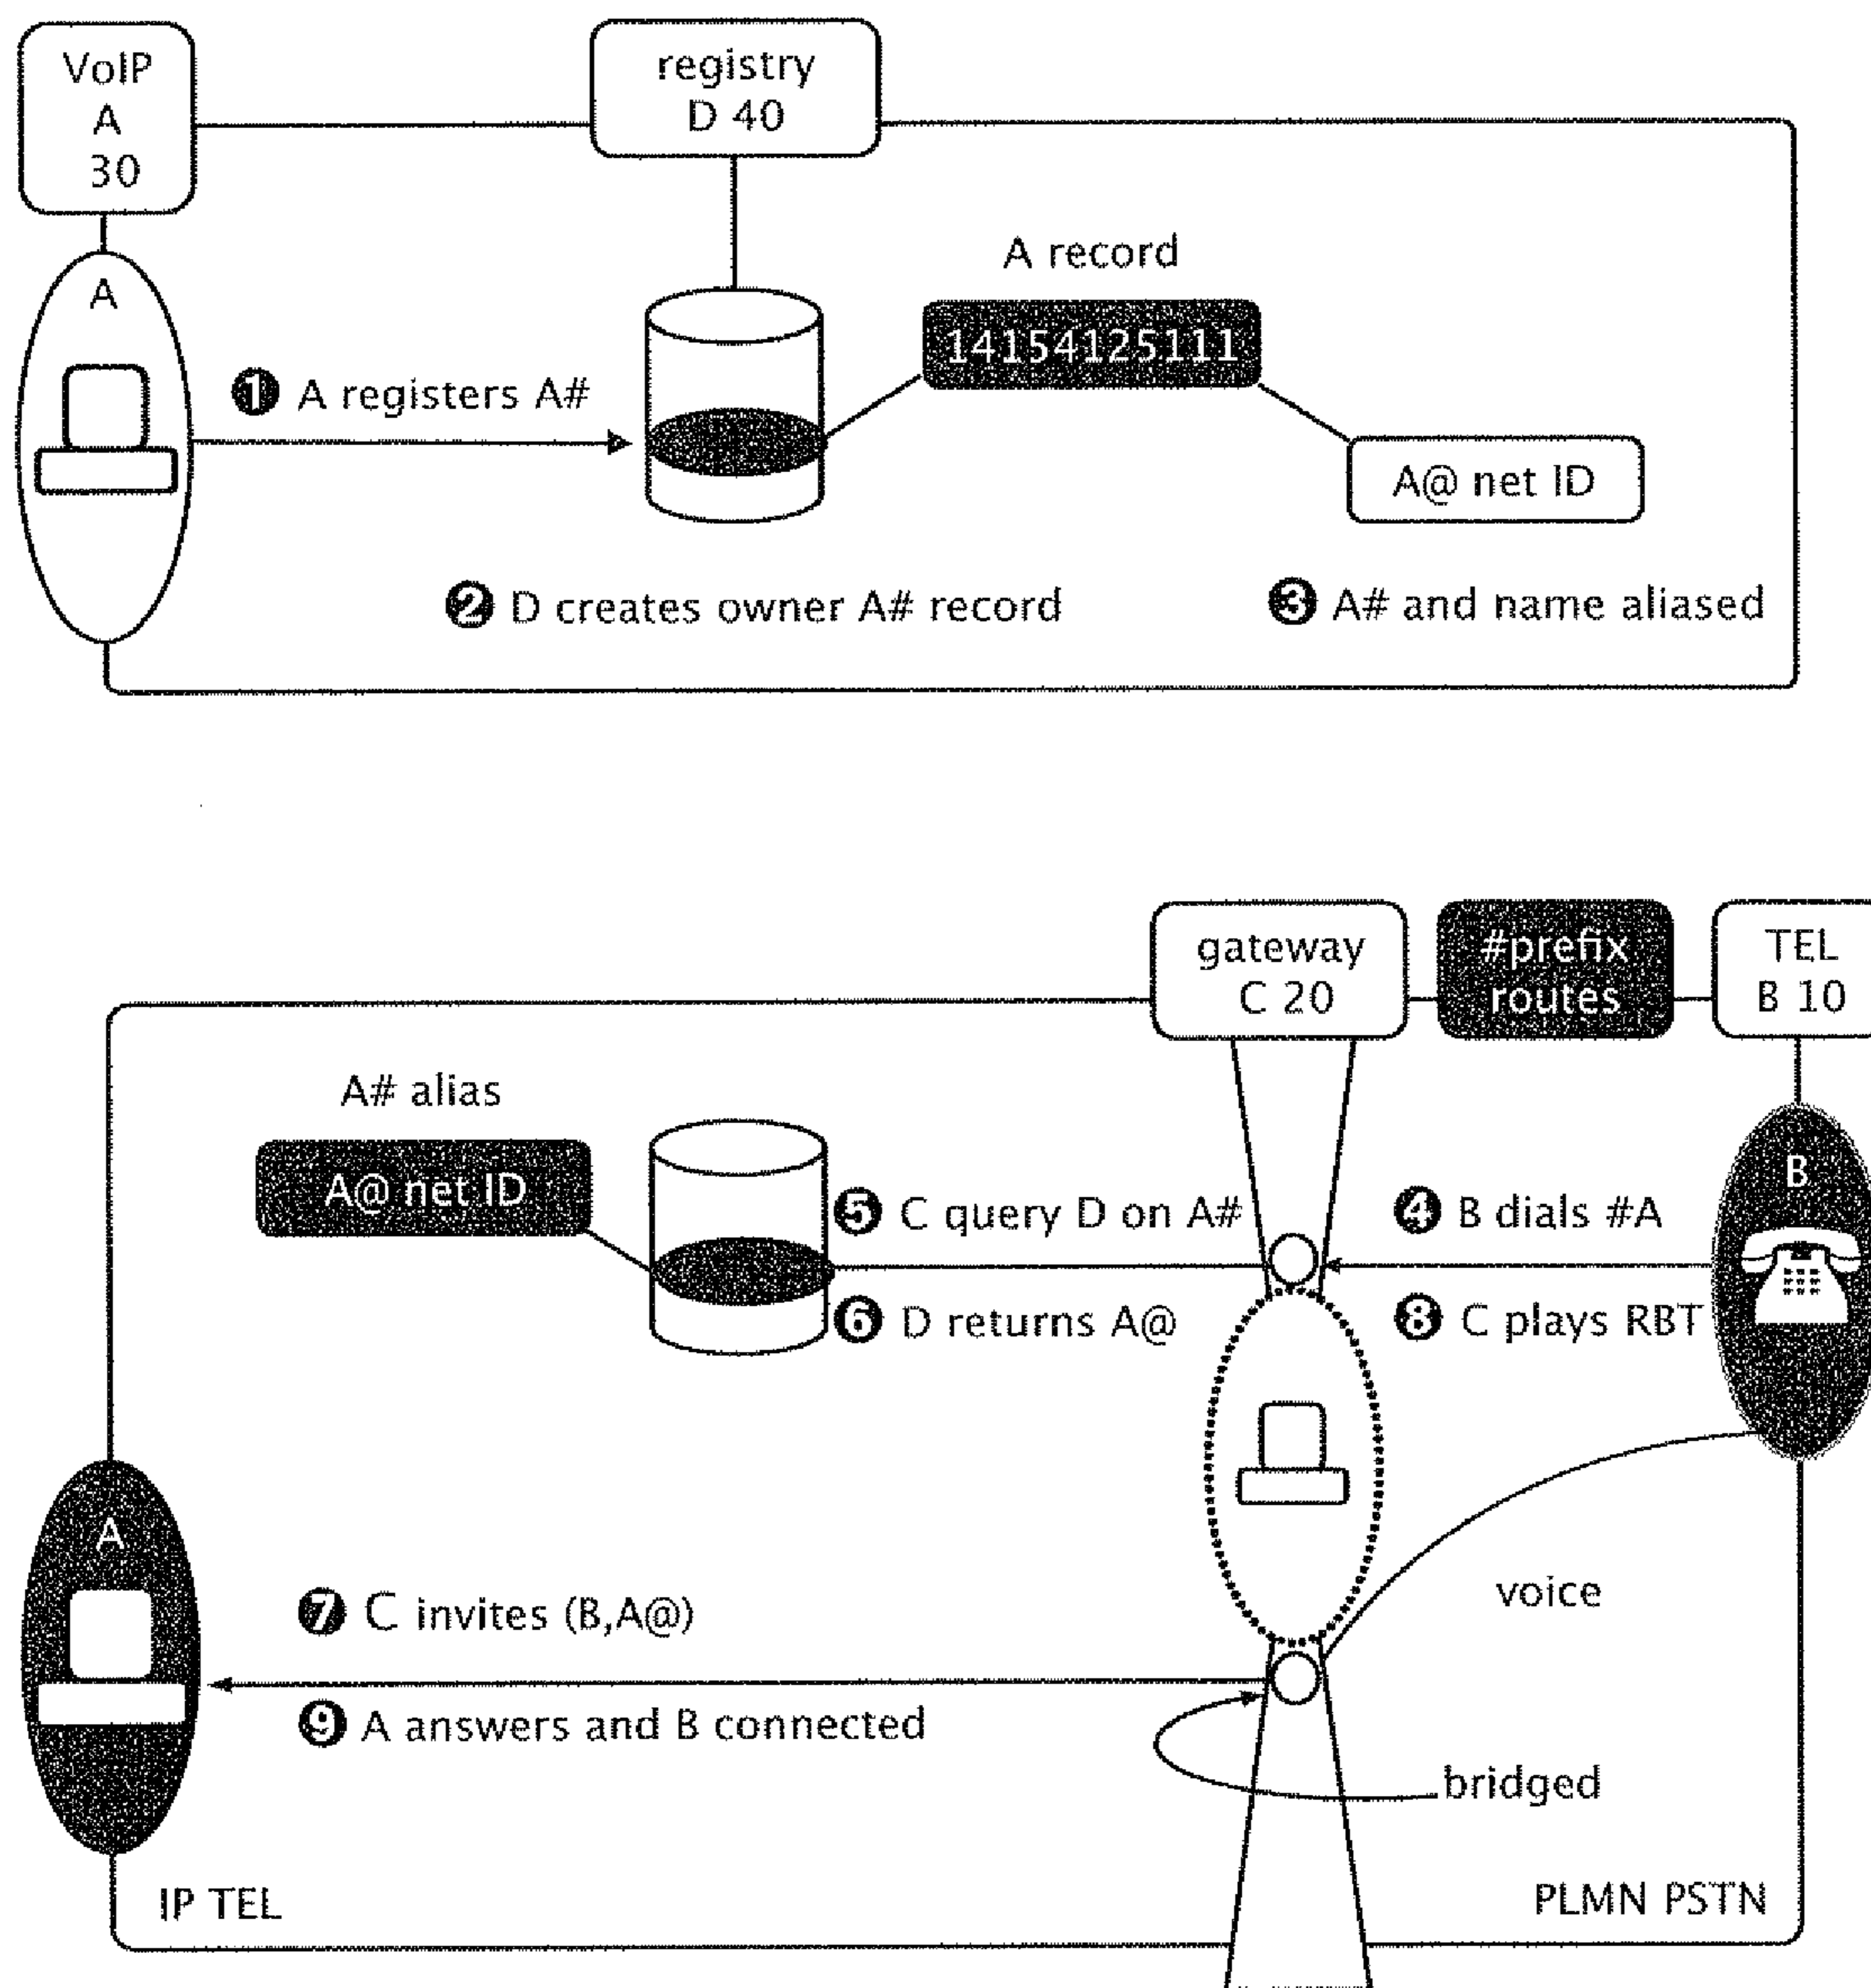 VoIP
A
30
registry
D 40
A
A record
14154125111
❶ A registers A#
A@ net ID
❷ D creates owner A# record
❸ A# and name aliased
gateway
C 20
#prefix
routes
TEL
B 10
A# alias
A@ net ID
B
❺ C query D on A#
❹ B dials #A
❻ D returns A@
❽ C plays RBT
A
❼ C invites (B,A@)
voice
❾ A answers and B connected
bridged
IP TEL
PLMN PSTN